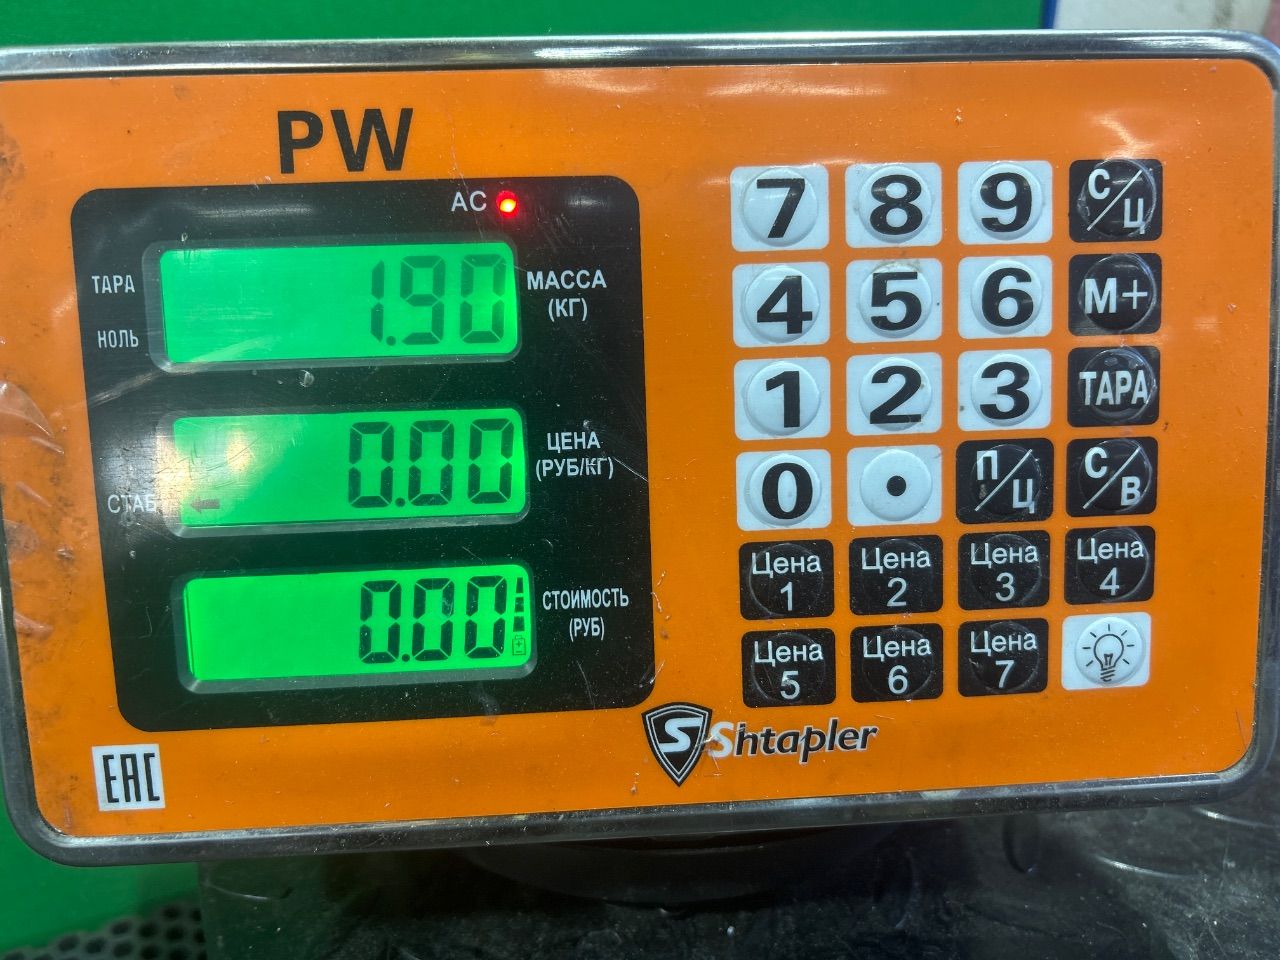 PW
AC
ТАРА
НОЛЬ
1.90
МАССА
(КГ)
СТАБ
0.00
ЦЕНА
(РУБ/КГ)
0.00
СТОИМОСТЬ
(РУБ)
7 8 9 С/Ц
4 5 6 М+
1 2 3 ТАРА
0 . П/Ц С/В
Цена 1 Цена 2 Цена 3 Цена 4
Цена 5 Цена 6 Цена 7
S Shtapler
EAC